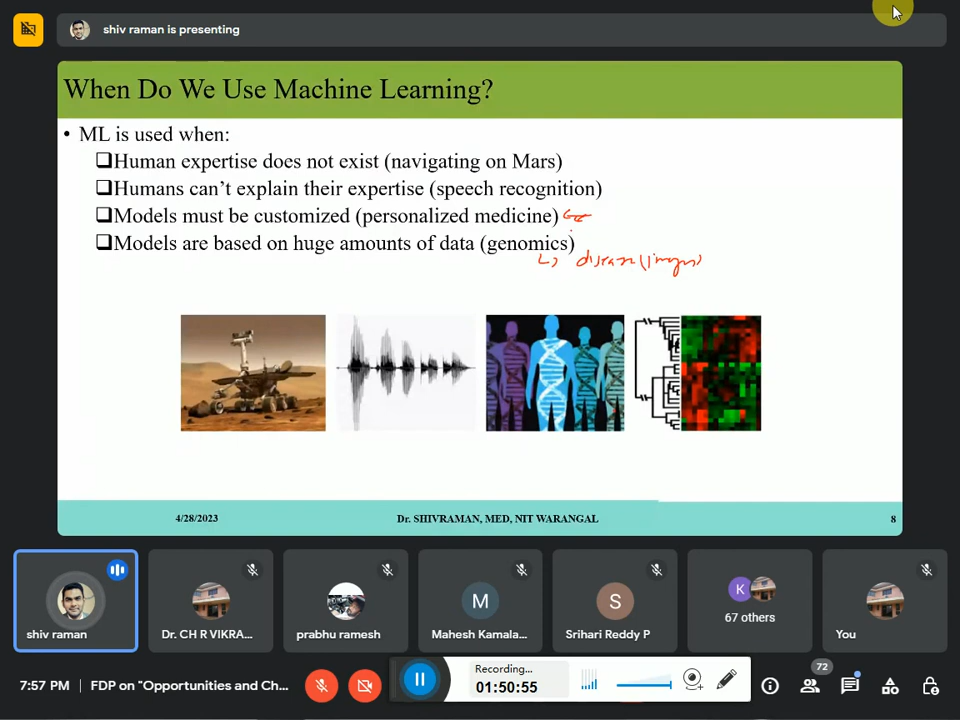 shiv raman is presenting
When Do We Use Machine Learning?
• ML is used when:
❑Human expertise does not exist (navigating on Mars)
❑Humans can't explain their expertise (speech recognition)
❑Models must be customized (personalized medicine)
❑Models are based on huge amounts of data (genomics)
disease (images)
4/28/2023
Dr. SHIVRAMAN, MED, NIT WARANGAL
8
shiv raman
Dr. CH R VIKRA...
prabhu ramesh
M
Mahesh Kamala...
S
Srihari Reddy P
K
67 others
You
7:57 PM
FDP on "Opportunities and Ch...
Recording...
01:50:55
72